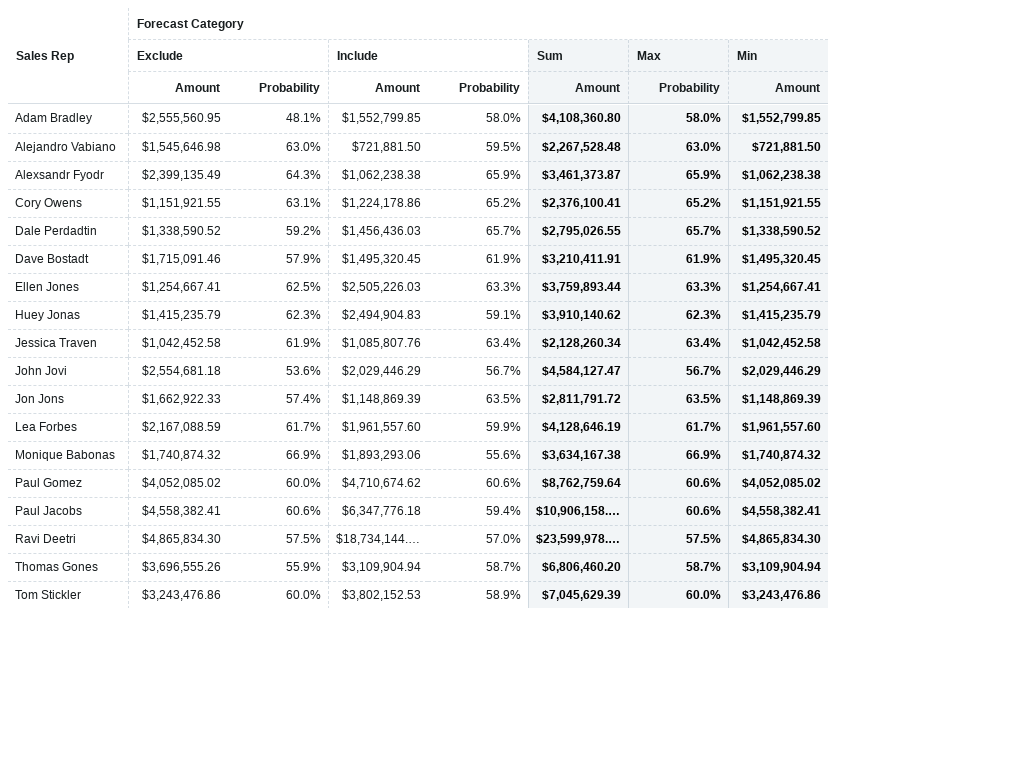 Forecast Category
Sales Rep Exclude Include Sum Max Min
Amount Probability Amount Probability Amount Probability Amount
Adam Bradley $2,555,560.95 48.1% $1,552,799.85 58.0% $4,108,360.80 58.0% $1,552,799.85
Alejandro Vabiano $1,545,646.98 63.0% $721,881.50 59.5% $2,267,528.48 63.0% $721,881.50
Alexsandr Fyodr $2,399,135.49 64.3% $1,062,238.38 65.9% $3,461,373.87 65.9% $1,062,238.38
Cory Owens $1,151,921.55 63.1% $1,224,178.86 65.2% $2,376,100.41 65.2% $1,151,921.55
Dale Perdadtin $1,338,590.52 59.2% $1,456,436.03 65.7% $2,795,026.55 65.7% $1,338,590.52
Dave Bostadt $1,715,091.46 57.9% $1,495,320.45 61.9% $3,210,411.91 61.9% $1,495,320.45
Ellen Jones $1,254,667.41 62.5% $2,505,226.03 63.3% $3,759,893.44 63.3% $1,254,667.41
Huey Jonas $1,415,235.79 62.3% $2,494,904.83 59.1% $3,910,140.62 62.3% $1,415,235.79
Jessica Traven $1,042,452.58 61.9% $1,085,807.76 63.4% $2,128,260.34 63.4% $1,042,452.58
John Jovi $2,554,681.18 53.6% $2,029,446.29 56.7% $4,584,127.47 56.7% $2,029,446.29
Jon Jons $1,662,922.33 57.4% $1,148,869.39 63.5% $2,811,791.72 63.5% $1,148,869.39
Lea Forbes $2,167,088.59 61.7% $1,961,557.60 59.9% $4,128,646.19 61.7% $1,961,557.60
Monique Babonas $1,740,874.32 66.9% $1,893,293.06 55.6% $3,634,167.38 66.9% $1,740,874.32
Paul Gomez $4,052,085.02 60.0% $4,710,674.62 60.6% $8,762,759.64 60.6% $4,052,085.02
Paul Jacobs $4,558,382.41 60.6% $6,347,776.18 59.4% $10,906,158.... 60.6% $4,558,382.41
Ravi Deetri $4,865,834.30 57.5% $18,734,144.... 57.0% $23,599,978.... 57.5% $4,865,834.30
Thomas Gones $3,696,555.26 55.9% $3,109,904.94 58.7% $6,806,460.20 58.7% $3,109,904.94
Tom Stickler $3,243,476.86 60.0% $3,802,152.53 58.9% $7,045,629.39 60.0% $3,243,476.86